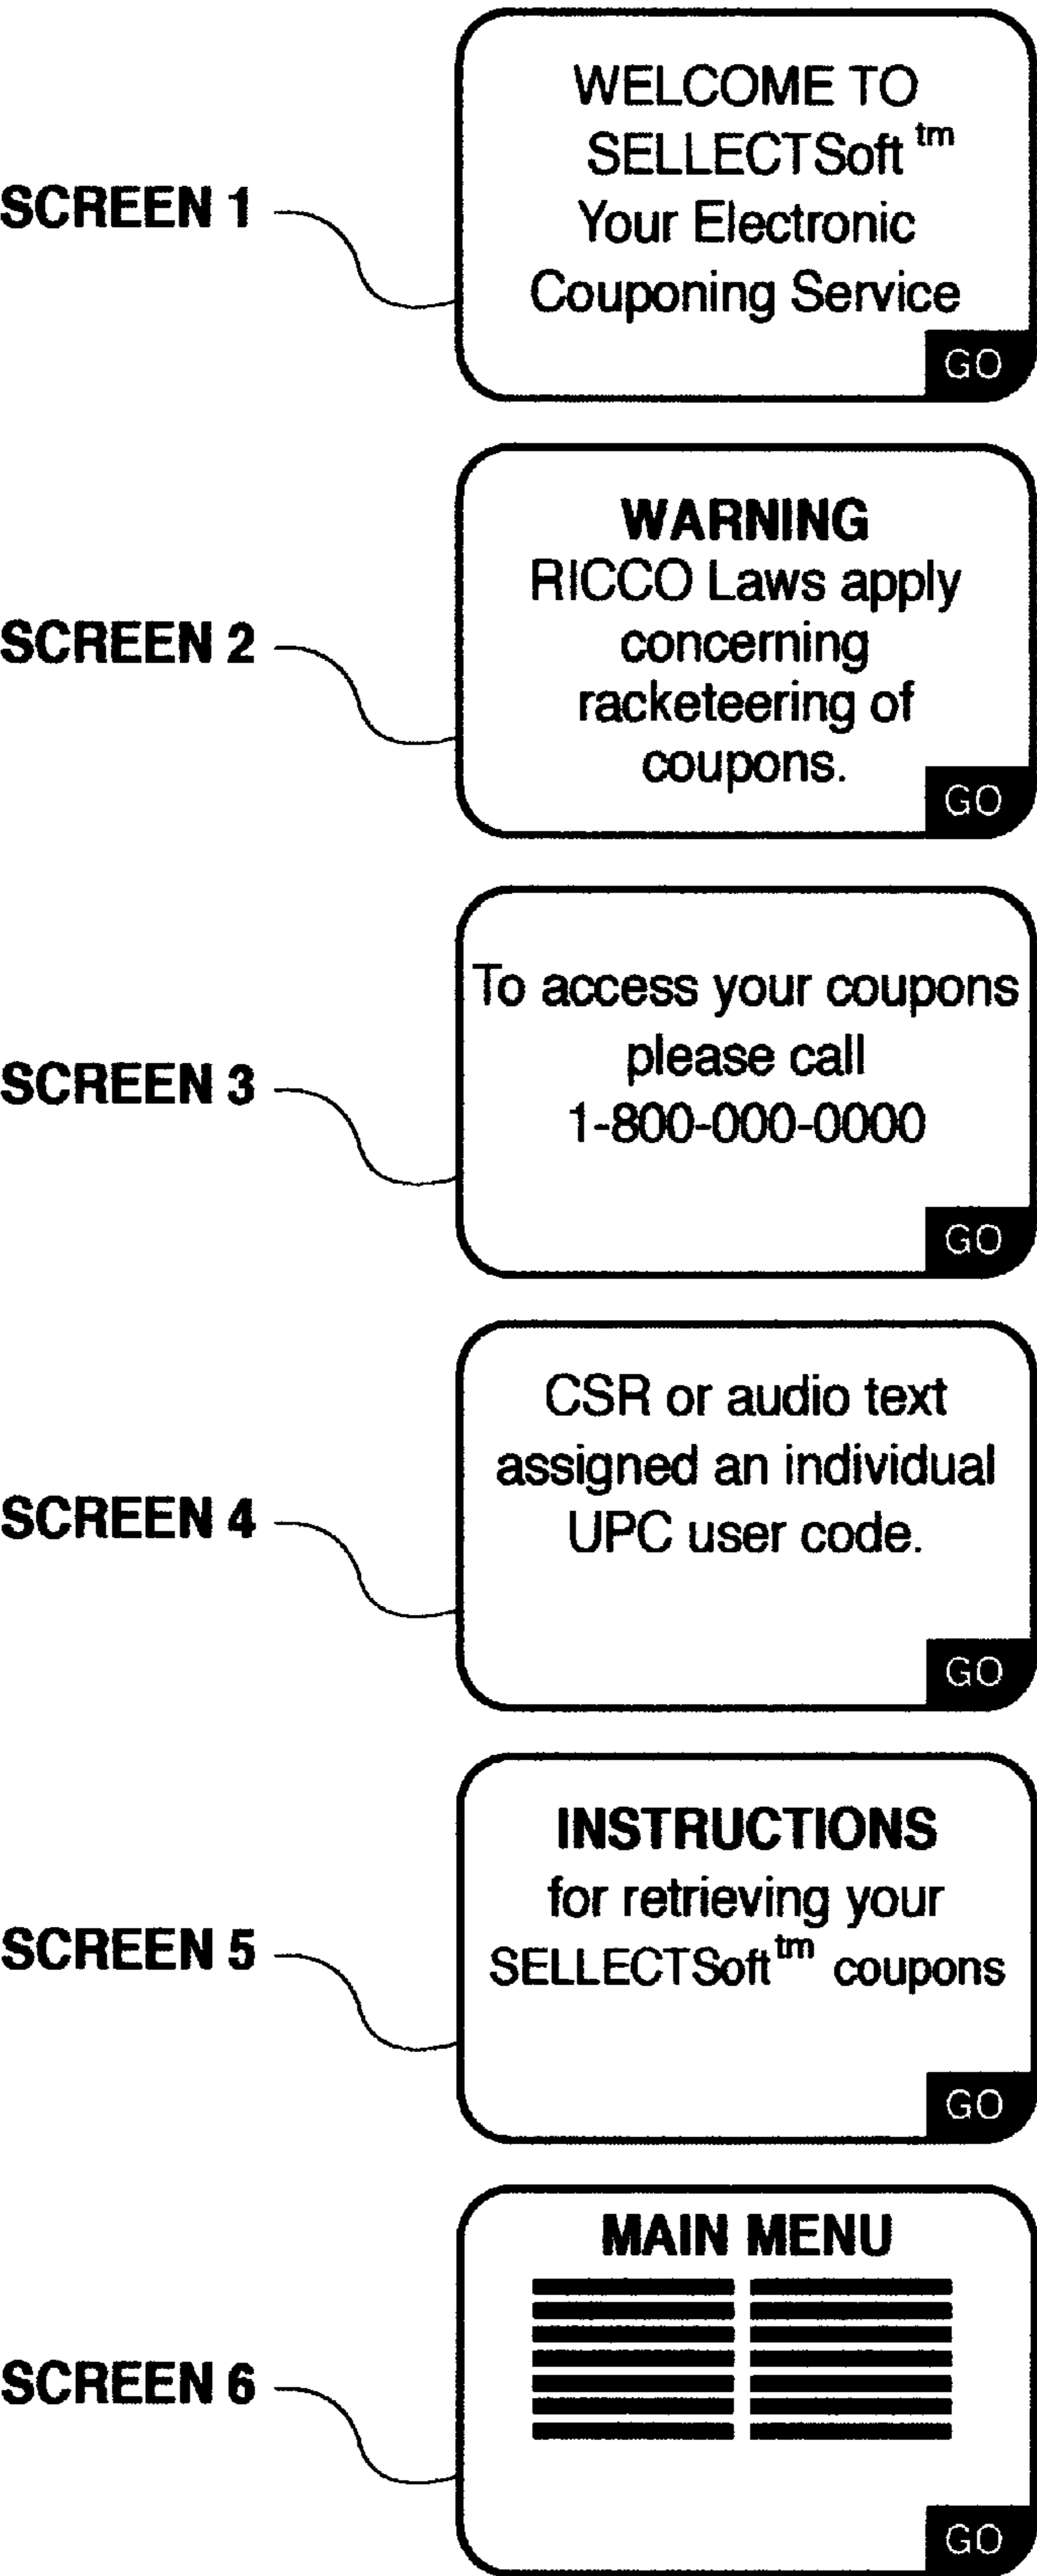 SCREEN 1
WELCOME TO
SELLECTSoft tm
Your Electronic
Couponing Service
GO
SCREEN 2
WARNING
RICCO Laws apply
concerning
racketeering of
coupons.
GO
SCREEN 3
To access your coupons
please call
1-800-000-0000
GO
SCREEN 4
CSR or audio text
assigned an individual
UPC user code.
GO
SCREEN 5
INSTRUCTIONS
for retrieving your
SELLECTSoft tm coupons
GO
SCREEN 6
MAIN MENU
GO